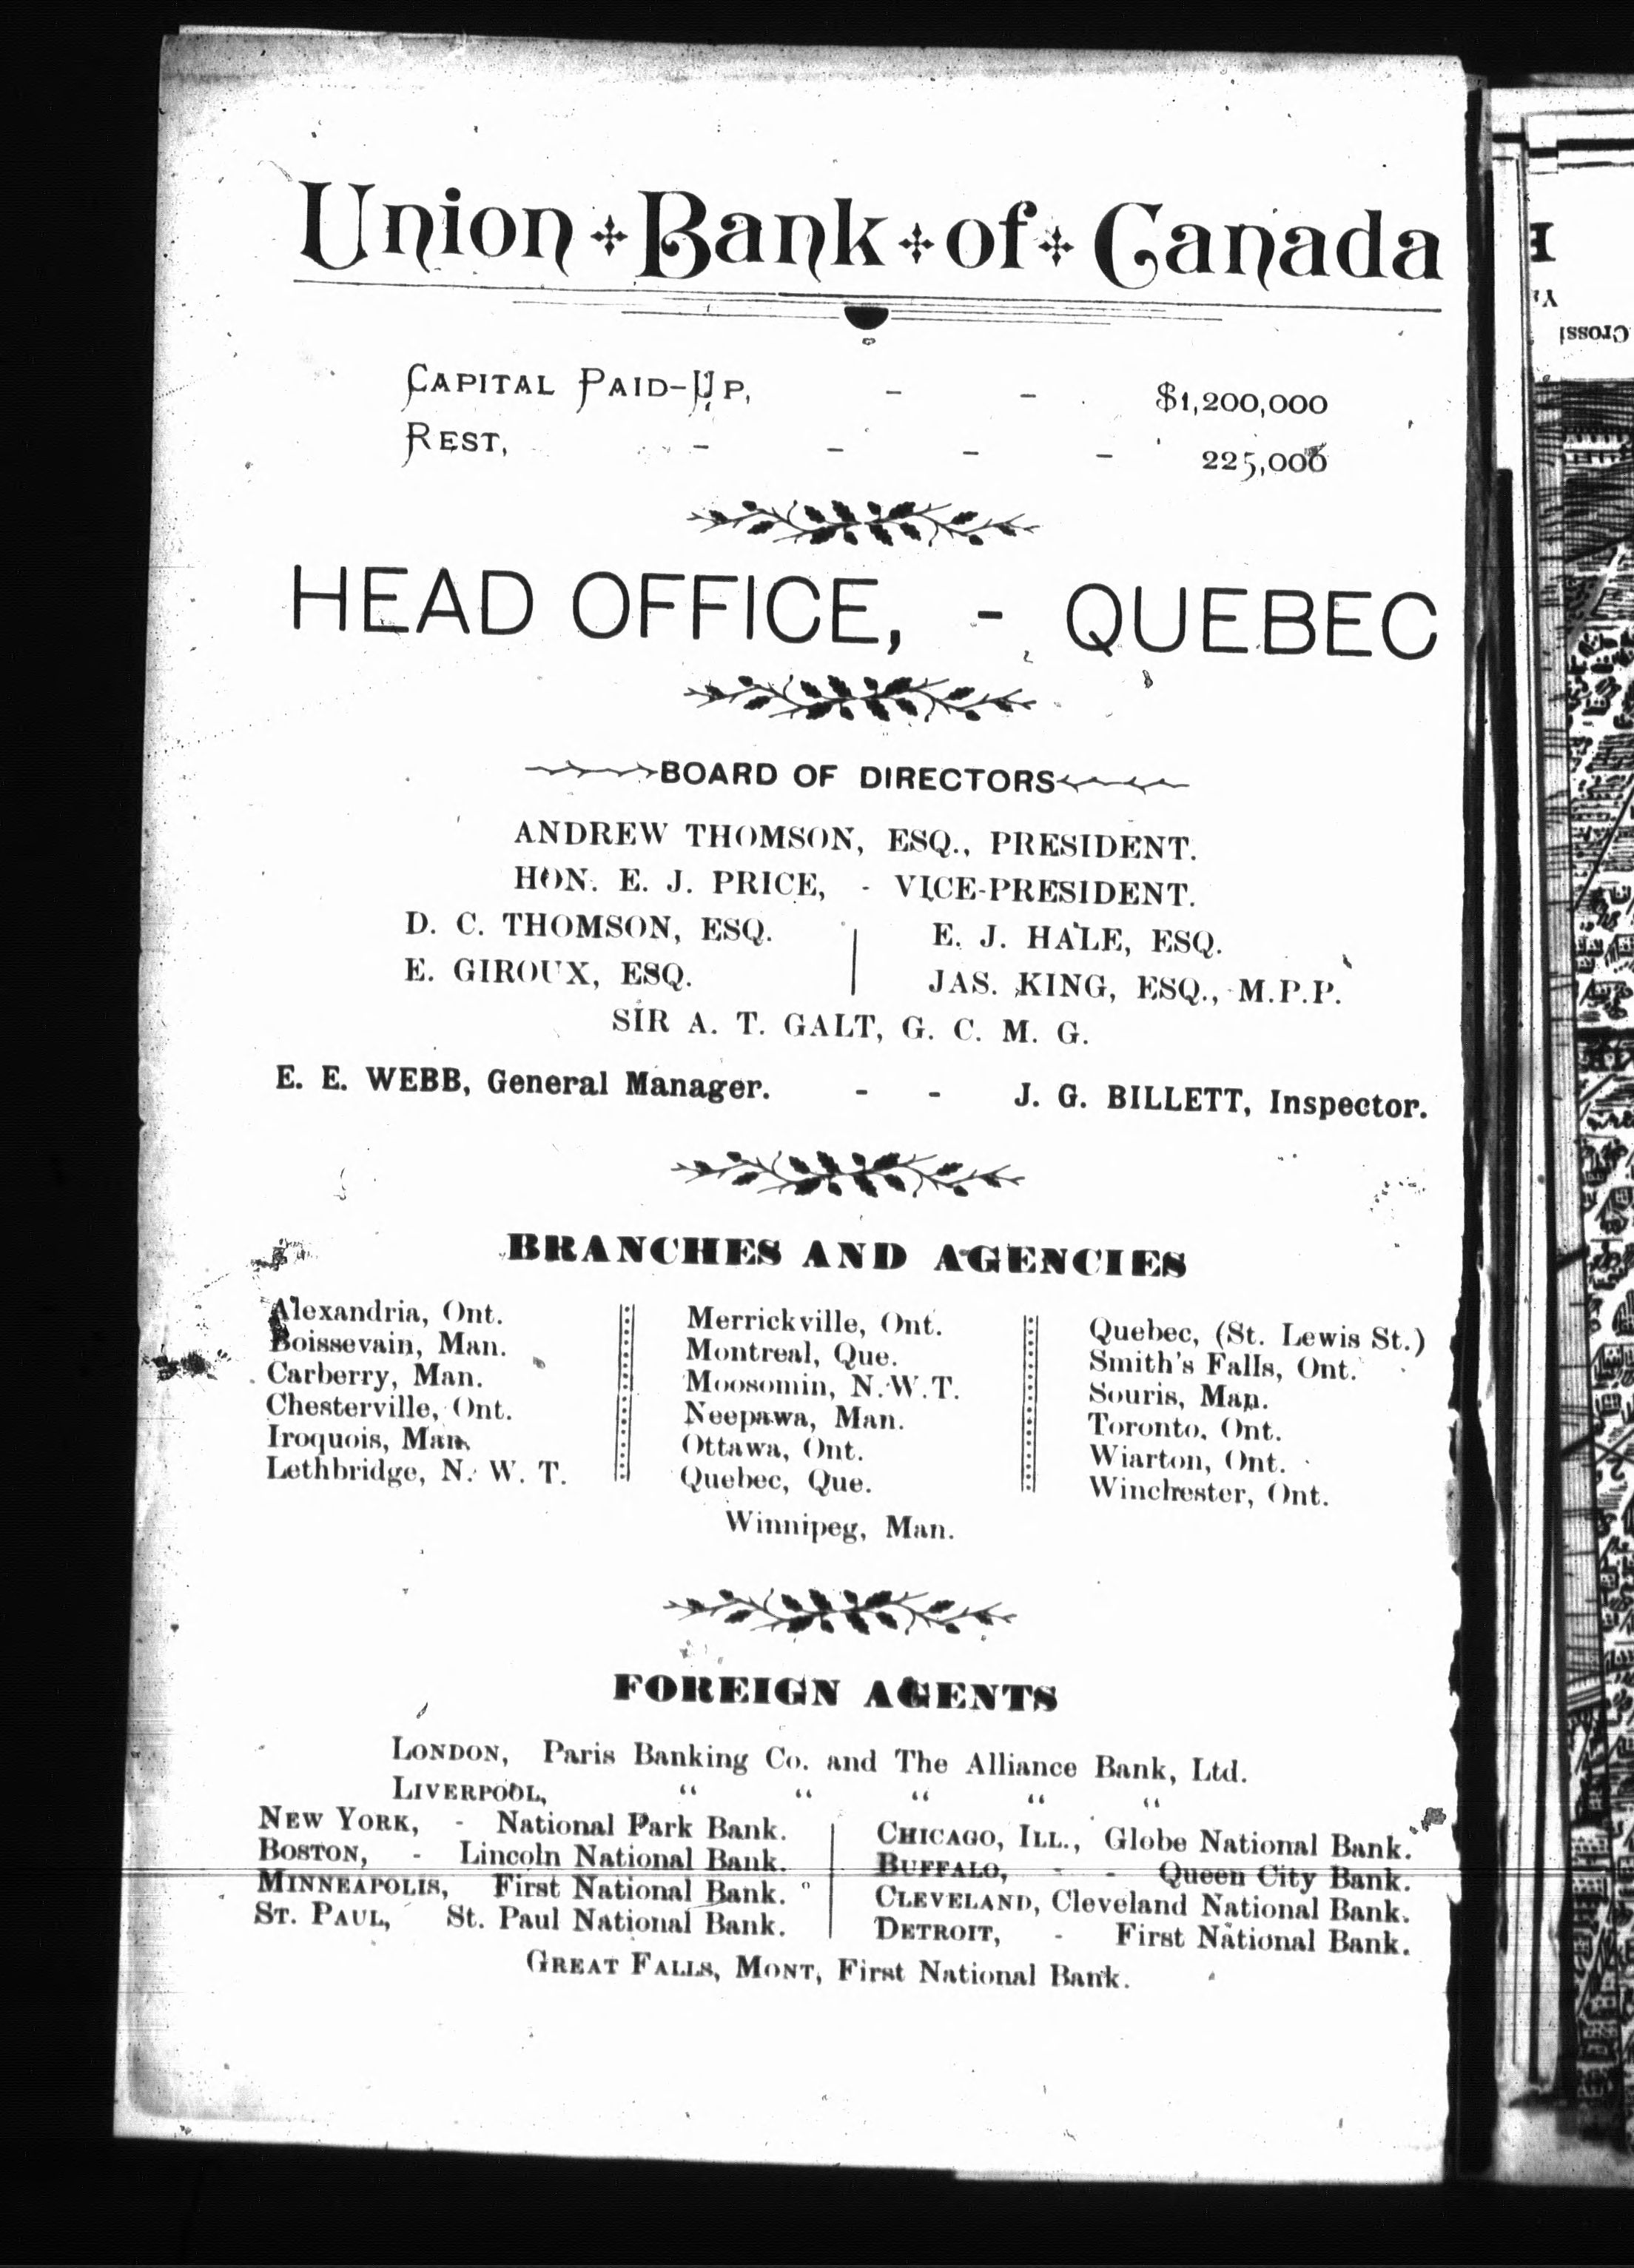 Union Bank of Canada
CAPITAL PAID-UP, - - $1,200,000
REST, - - - - 225,000
HEAD OFFICE, - QUEBEC
BOARD OF DIRECTORS
ANDREW THOMSON, ESQ., PRESIDENT.
HON. E. J. PRICE, - VICE-PRESIDENT.
D. C. THOMSON, ESQ. | E. J. HALE, ESQ.
E. GIROUX, ESQ. | JAS. KING, ESQ., M.P.P.
SIR A. T. GALT, G. C. M. G.
E. E. WEBB, General Manager. - - J. G. BILLETT, Inspector.
BRANCHES AND AGENCIES
Alexandria, Ont.
Boissevain, Man.
Carberry, Man.
Chesterville, Ont.
Iroquois, Man.
Lethbridge, N. W. T.
Merrickville, Ont.
Montreal, Que.
Moosomin, N.W.T.
Neepawa, Man.
Ottawa, Ont.
Quebec, Que.
Quebec, (St. Lewis St.)
Smith's Falls, Ont.
Souris, Man.
Toronto, Ont.
Wiarton, Ont.
Winchester, Ont.
Winnipeg, Man.
FOREIGN AGENTS
LONDON, Paris Banking Co. and The Alliance Bank, Ltd.
LIVERPOOL, “ “ “ “ “
NEW YORK, - National Park Bank.
BOSTON, - Lincoln National Bank.
MINNEAPOLIS, First National Bank.
ST. PAUL, St. Paul National Bank.
CHICAGO, ILL., Globe National Bank.
BUFFALO, - - Queen City Bank.
CLEVELAND, Cleveland National Bank.
DETROIT, - First National Bank.
GREAT FALLS, MONT, First National Bank.